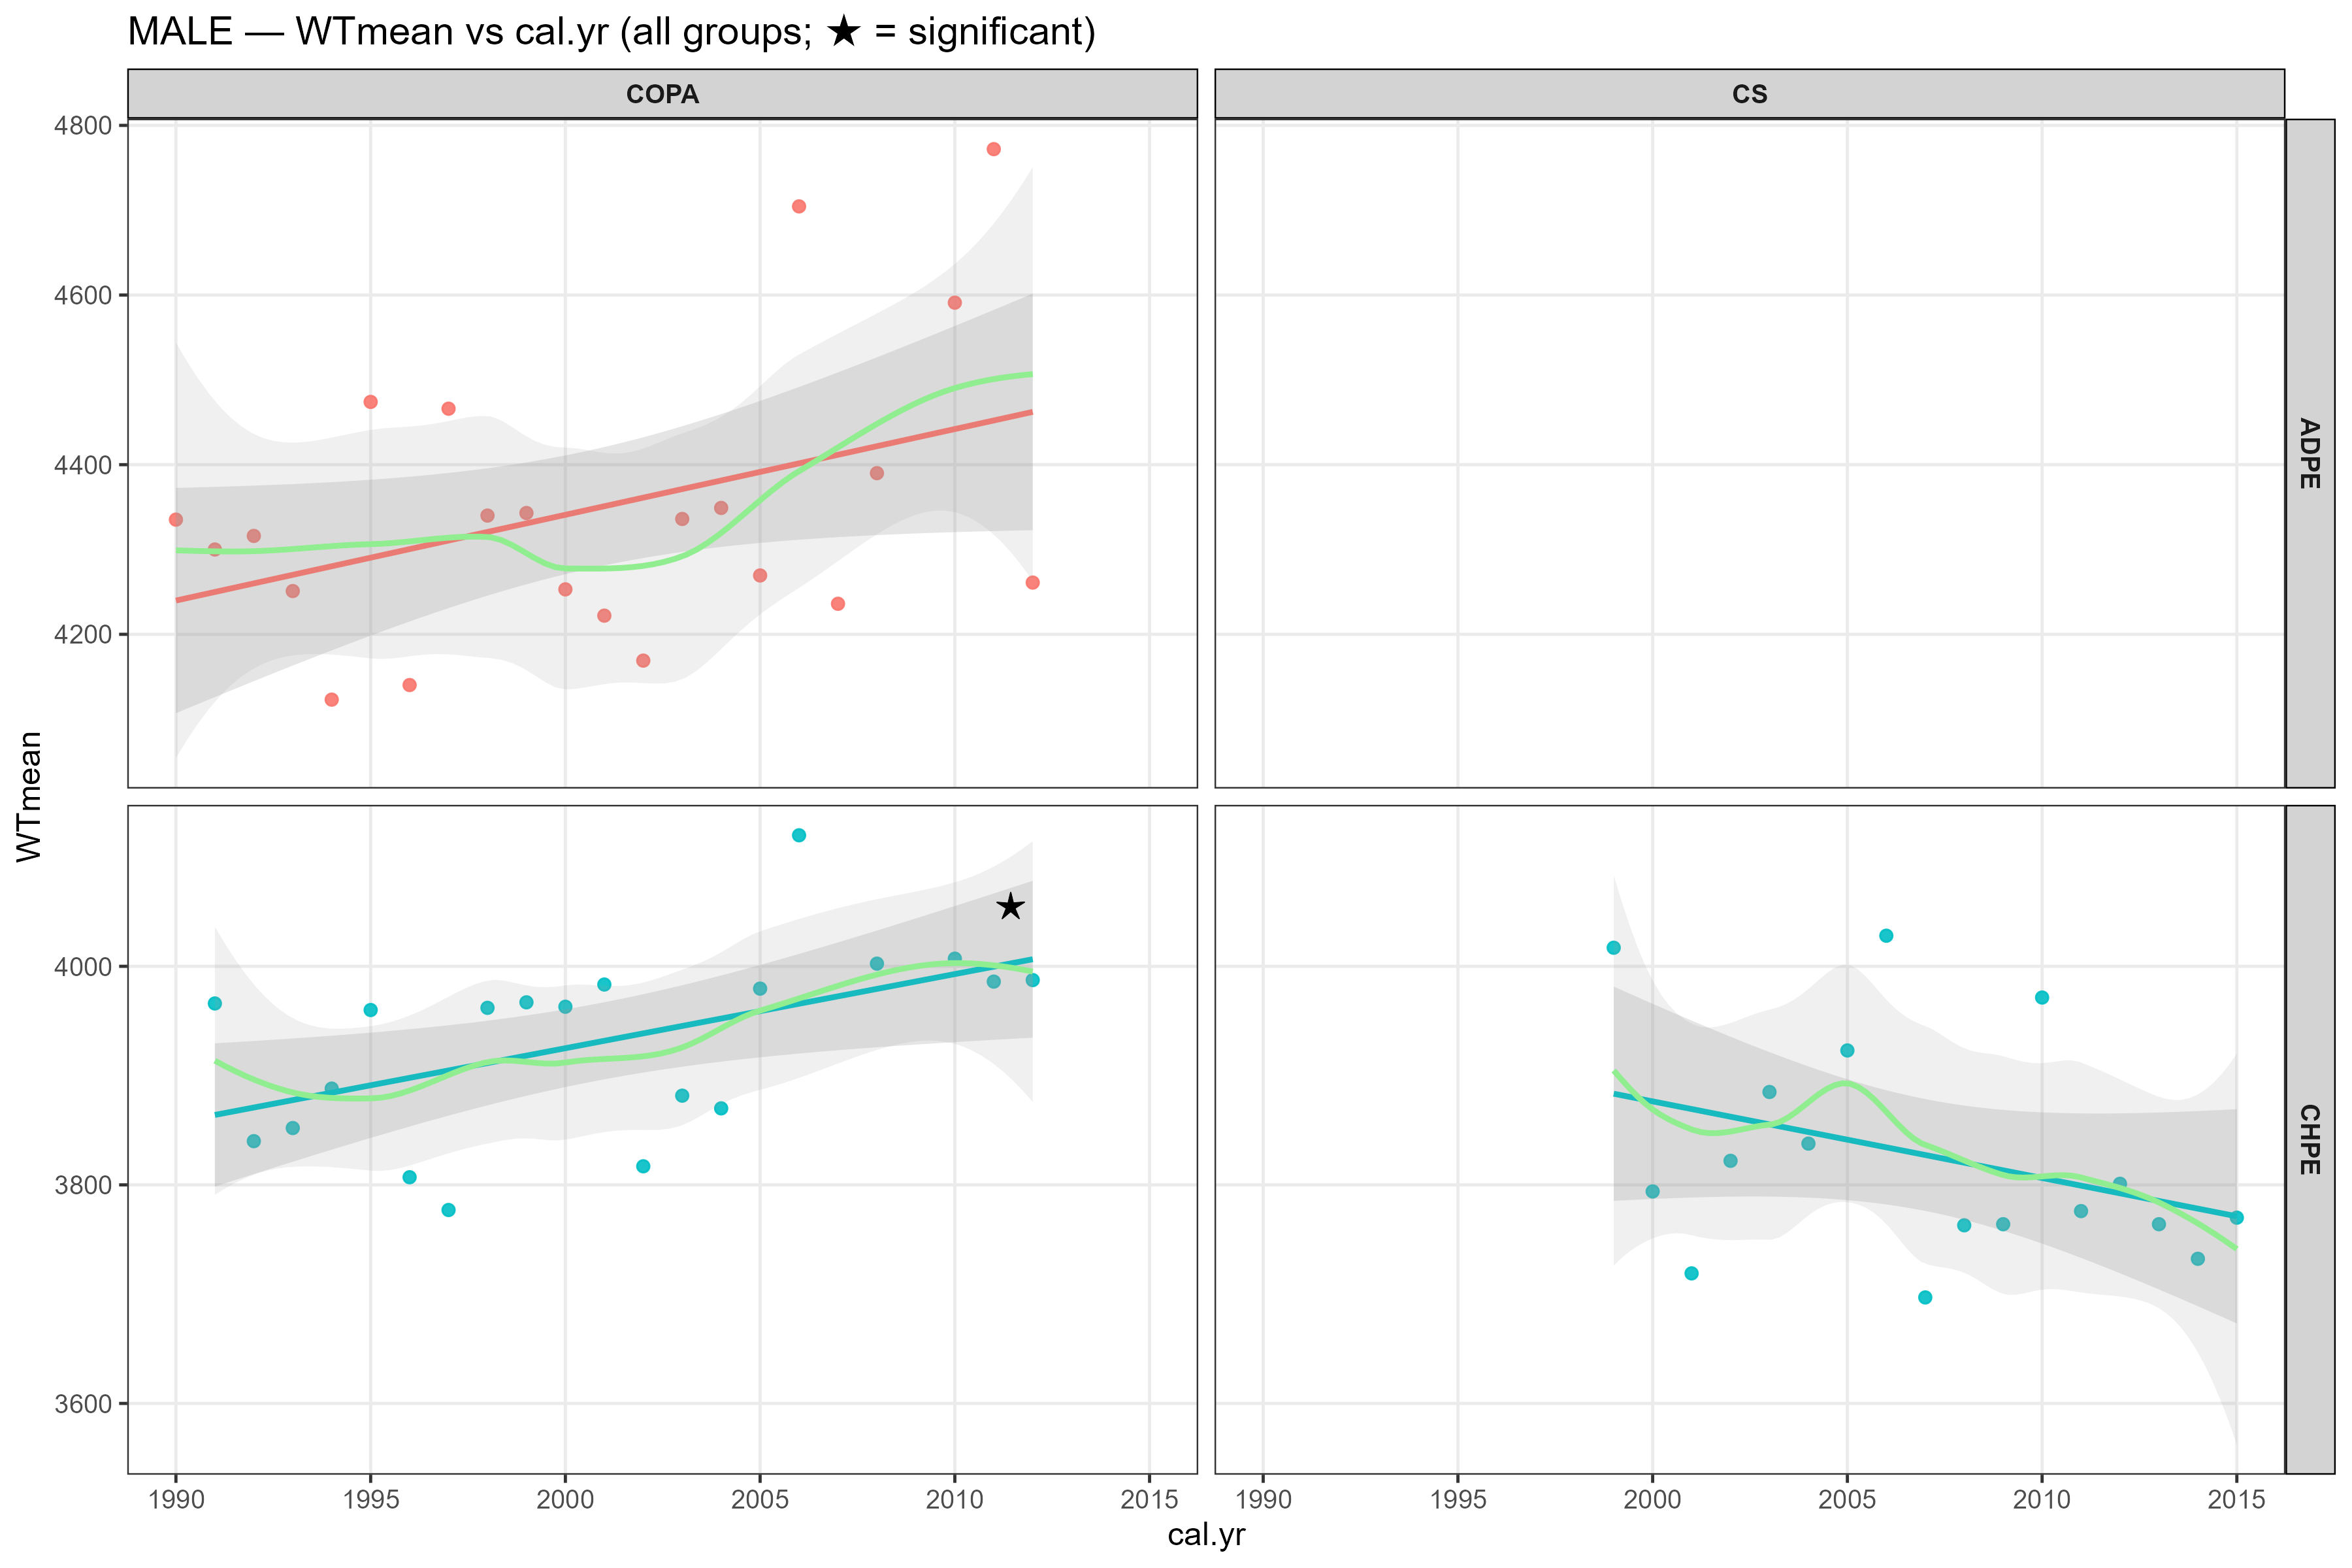 MALE — WTmean vs cal.yr (all groups; ★ = significant)
COPA
CS
4800
4600
4400
4200
ADPE
WTmean
4000
3800
3600
CHPE
★
1990 1995 2000 2005 2010 2015
1990 1995 2000 2005 2010 2015
cal.yr